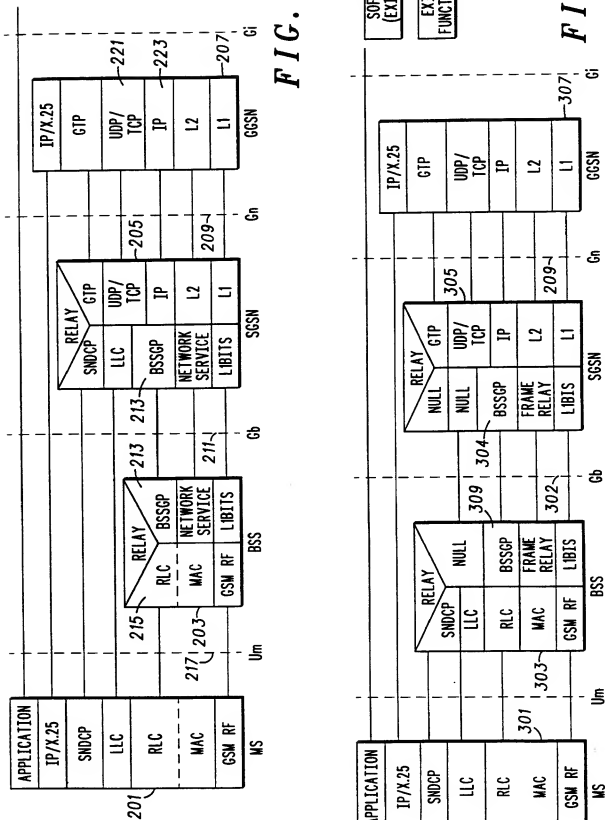 APPLICATION
IP/X.25
SNDCP
LLC
RLC
MAC
GSM RF
MS
201
217
Um
RELAY
RLC
BSSGP
MAC
NETWORK
SERVICE
GSM RF
L1BITS
BSS
215
213
203
211
Gb
RELAY
SNDCP
GTP
LLC
UDP/
TCP
BSSGP
IP
NETWORK
SERVICE
L2
L1BITS
L1
SGSN
213
205
209
Gn
IP/X.25
GTP
UDP/
TCP
IP
L2
L1
GGSN
221
223
207
Gi
FIG.
IP/X.25
SNDCP
LLC
RLC
MAC
GSM RF
MS
301
Um
RELAY
SNDCP
NULL
LLC
RLC
BSSGP
MAC
FRAME
RELAY
GSM RF
L1BIS
BSS
303
309
302
Gb
RELAY
NULL
GTP
NULL
UDP/
TCP
BSSGP
IP
FRAME
RELAY
L2
L1BIS
L1
SGSN
304
305
209
Gn
IP/X.25
GTP
UDP/
TCP
IP
L2
L1
GGSN
307
Gi